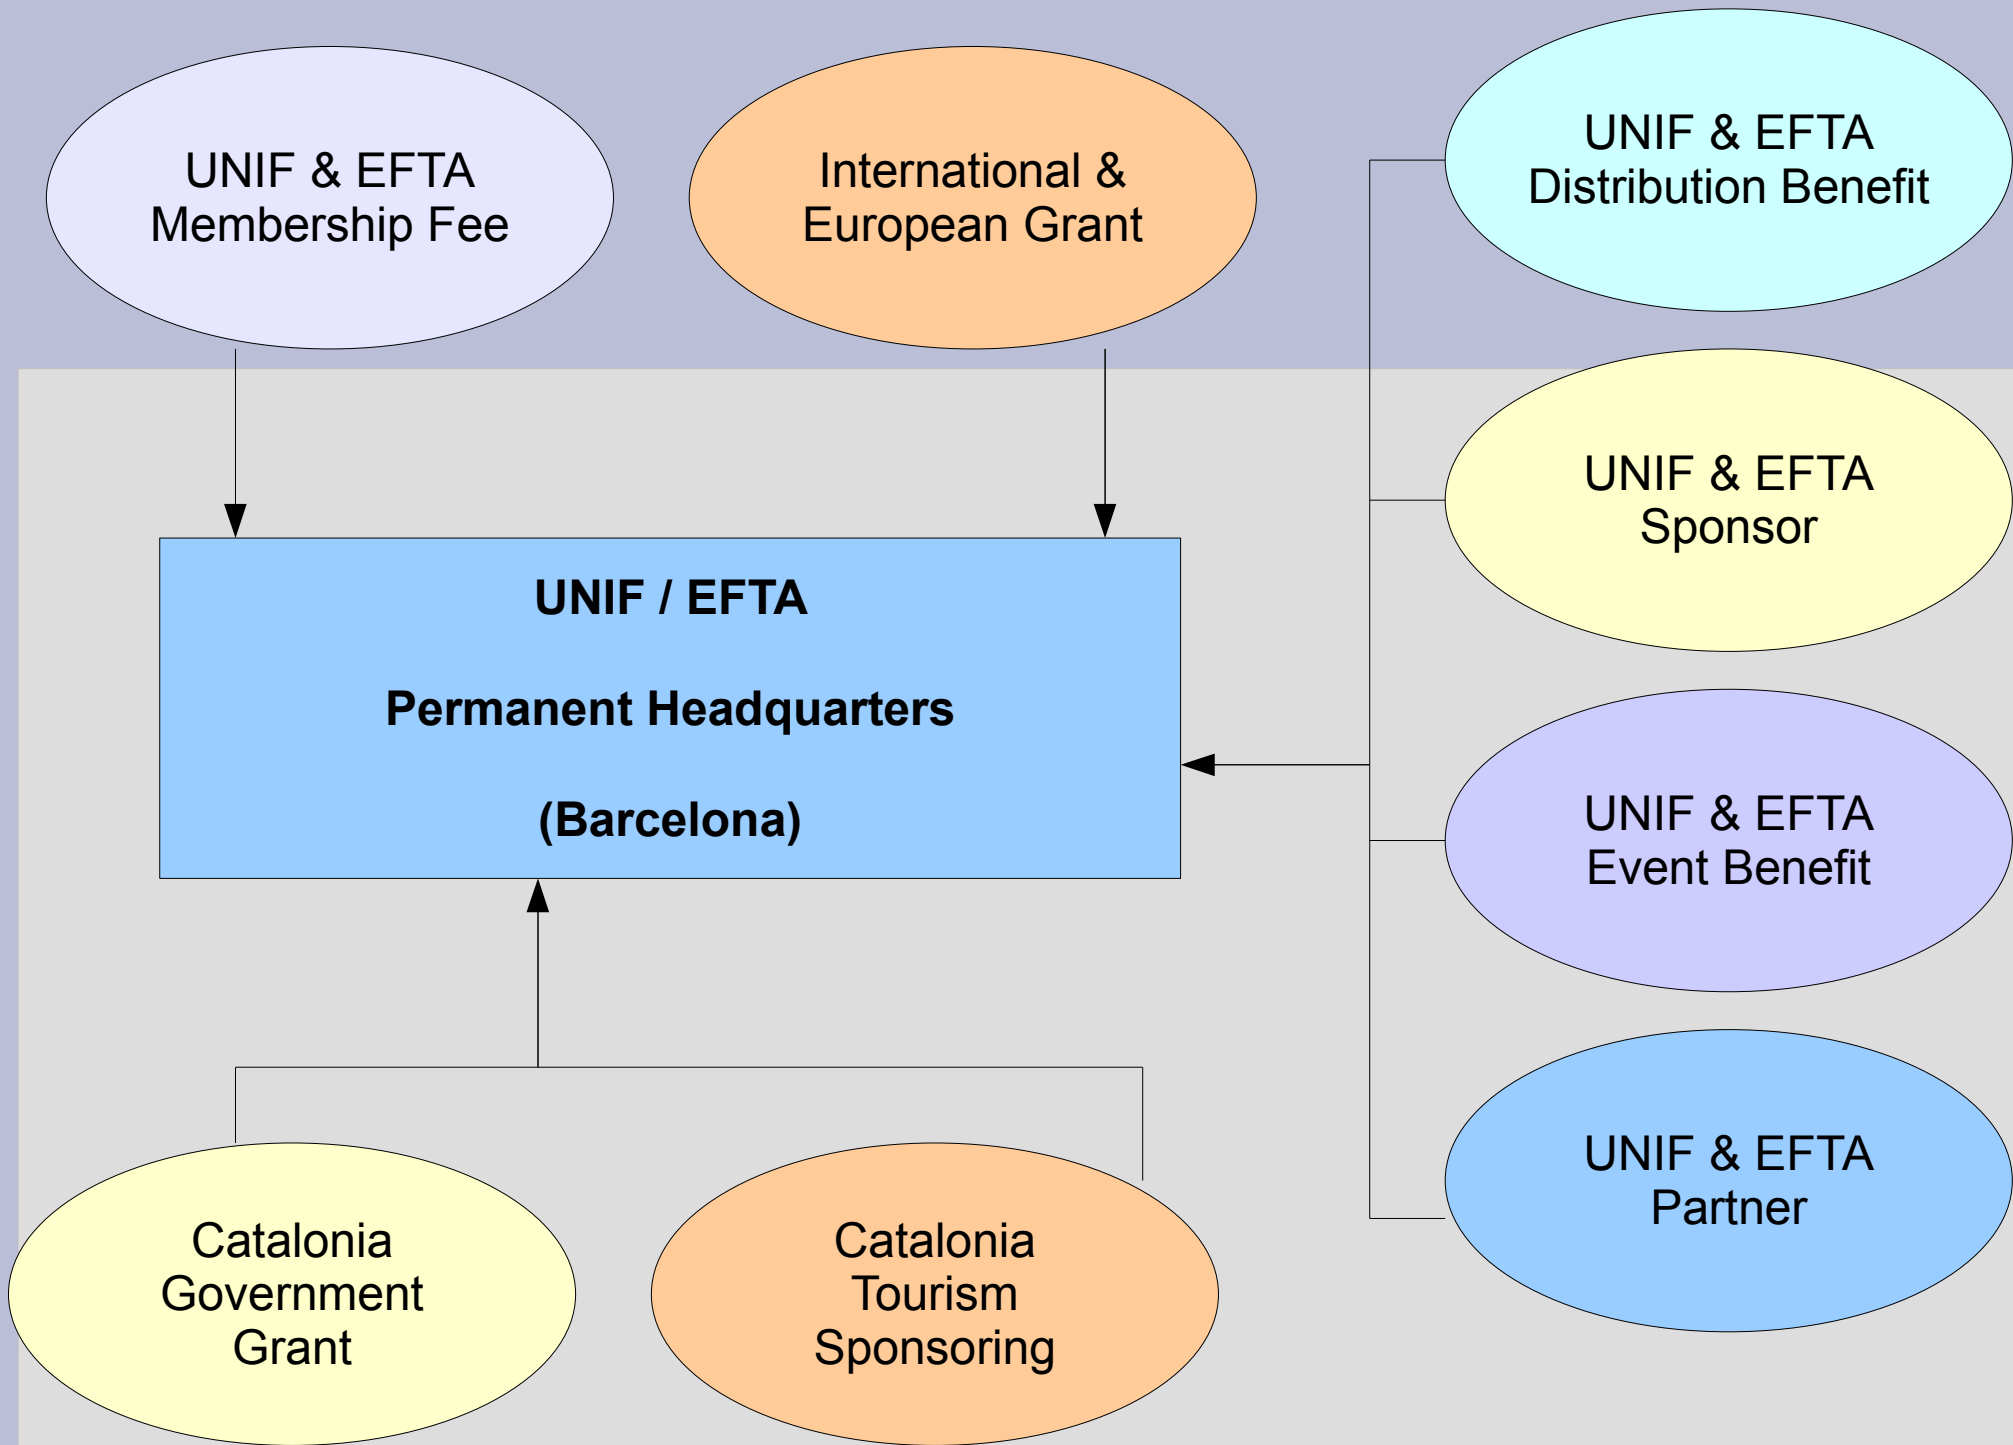 UNIF & EFTA
Membership Fee
International &
European Grant
UNIF & EFTA
Distribution Benefit
UNIF & EFTA
Sponsor
UNIF / EFTA
Permanent Headquarters
(Barcelona)
UNIF & EFTA
Event Benefit
UNIF & EFTA
Partner
Catalonia
Government
Grant
Catalonia
Tourism
Sponsoring